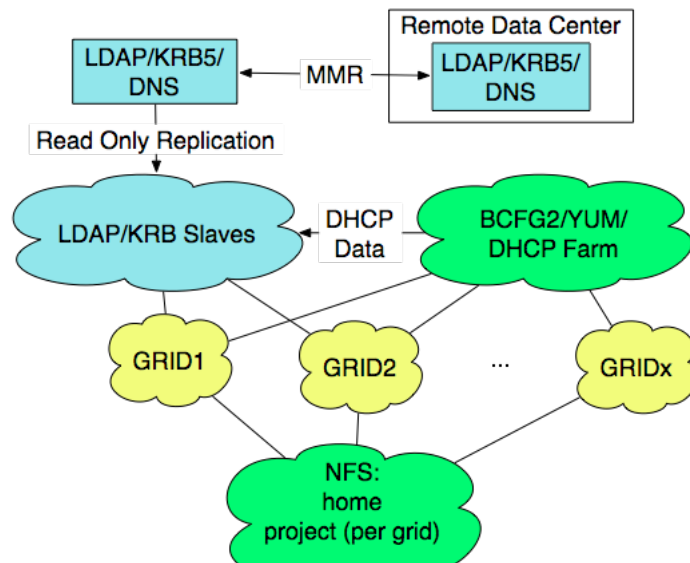 Remote Data Center
LDAP/KRB5/
DNS
MMR
LDAP/KRB5/
DNS
Read Only Replication
LDAP/KRB Slaves
DHCP
Data
BCFG2/YUM/
DHCP Farm
GRID1
GRID2
...
GRIDx
NFS:
home
project (per grid)